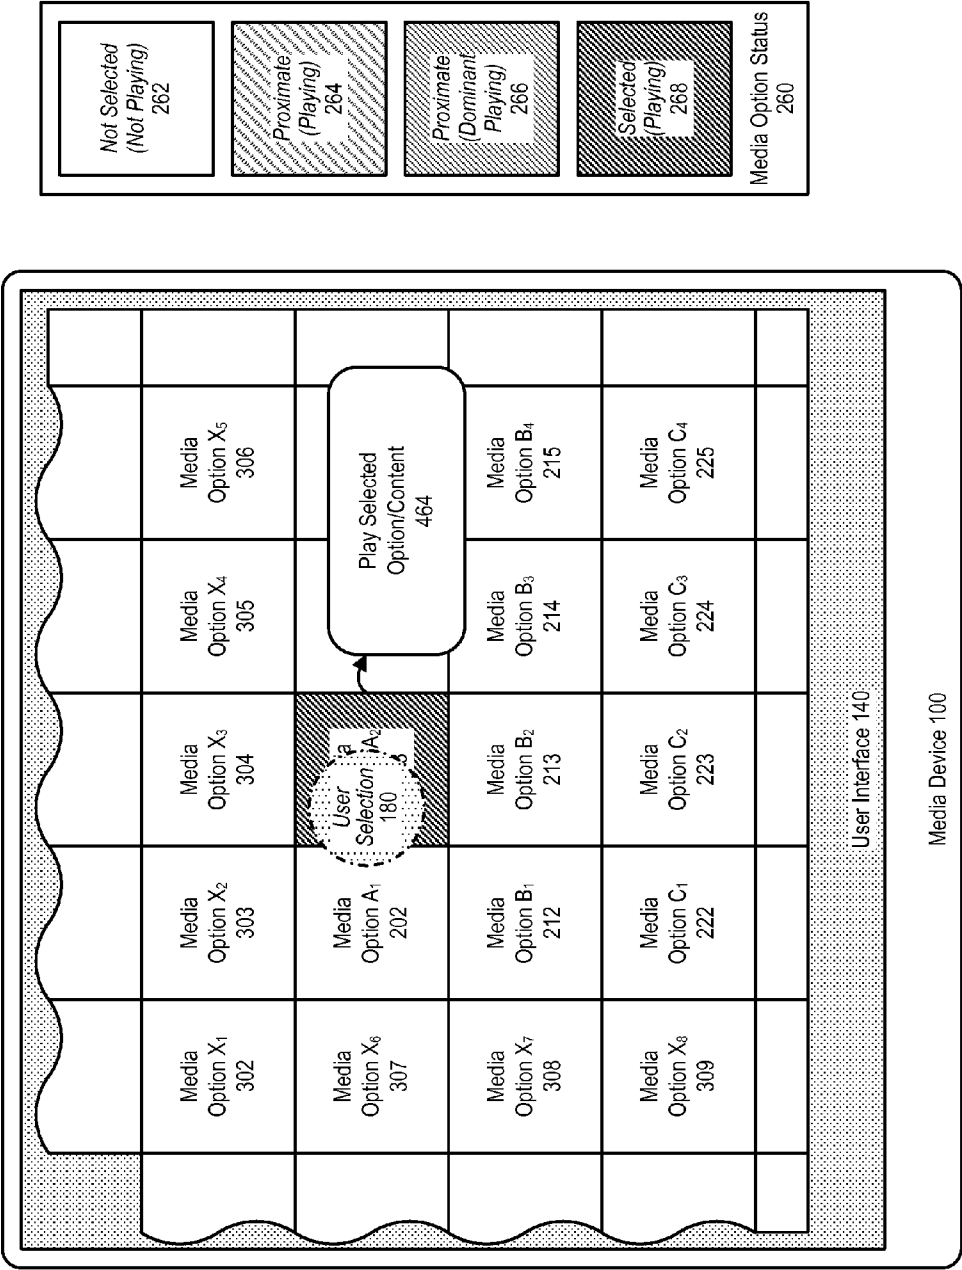 Media
Option X1
302
Media
Option X2
303
Media
Option X3
304
Media
Option X4
305
Media
Option X5
306
Media
Option X6
307
Media
Option A1
202
a
A2
3
User
Selection
180
Play Selected
Option/Content
464
Media
Option X7
308
Media
Option B1
212
Media
Option B2
213
Media
Option B3
214
Media
Option B4
215
Media
Option X8
309
Media
Option C1
222
Media
Option C2
223
Media
Option C3
224
Media
Option C4
225
User Interface 140
Media Device 100
Not Selected
(Not Playing)
262
Proximate
(Playing)
264
Proximate
(Dominant
Playing)
266
Selected
(Playing)
268
Media Option Status
260